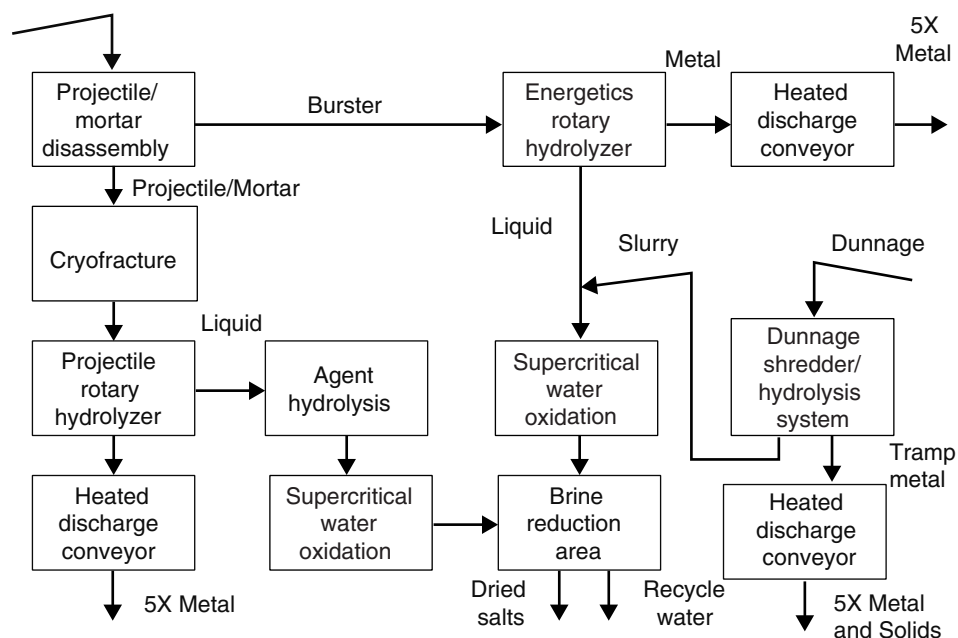 5X
Metal
Projectile/
mortar
disassembly
Burster
Energetics
rotary
hydrolyzer
Metal
Heated
discharge
conveyor
Projectile/Mortar
Cryofracture
Liquid
Slurry
Dunnage
Liquid
Projectile
rotary
hydrolyzer
Agent
hydrolysis
Supercritical
water
oxidation
Dunnage
shredder/
hydrolysis
system
Tramp
metal
Heated
discharge
conveyor
Supercritical
water
oxidation
Brine
reduction
area
Heated
discharge
conveyor
5X Metal
Dried
salts
Recycle
water
5X Metal
and Solids